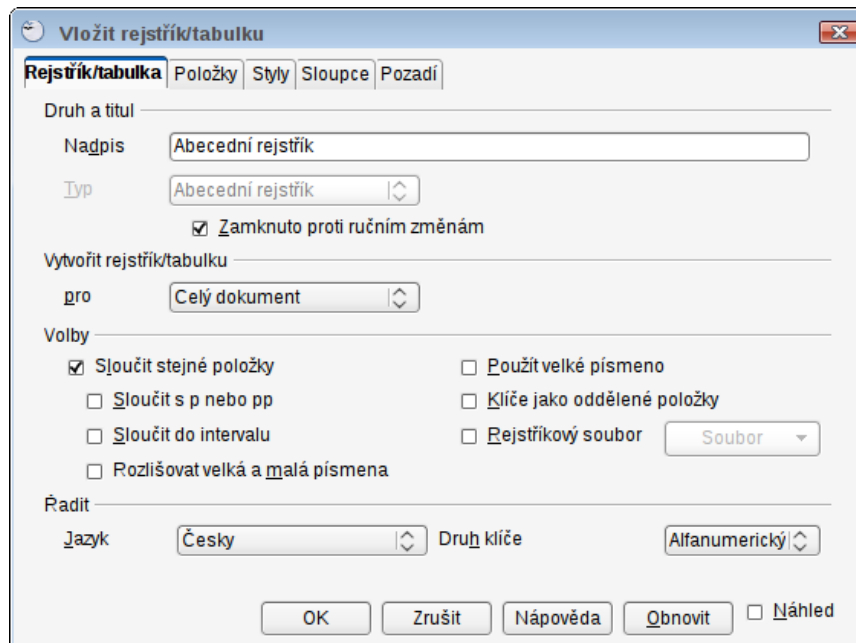 Vložit rejstřík/tabulku
Rejstřík/tabulka Položky Styly Sloupce Pozadí
Druh a titul
Nadpis Abecední rejstřík
Typ Abecední rejstřík
Zamknuto proti ručním změnám
Vytvořit rejstřík/tabulku
pro Celý dokument
Volby
Sloučit stejné položky Použít velké písmeno
Sloučit s p nebo pp Klíče jako oddělené položky
Sloučit do intervalu Rejstříkový soubor Soubor
Rozlišovat velká a malá písmena
Řadit
Jazyk Česky Druh klíče Alfanumerický
OK Zrušit Nápověda Obnovit Náhled